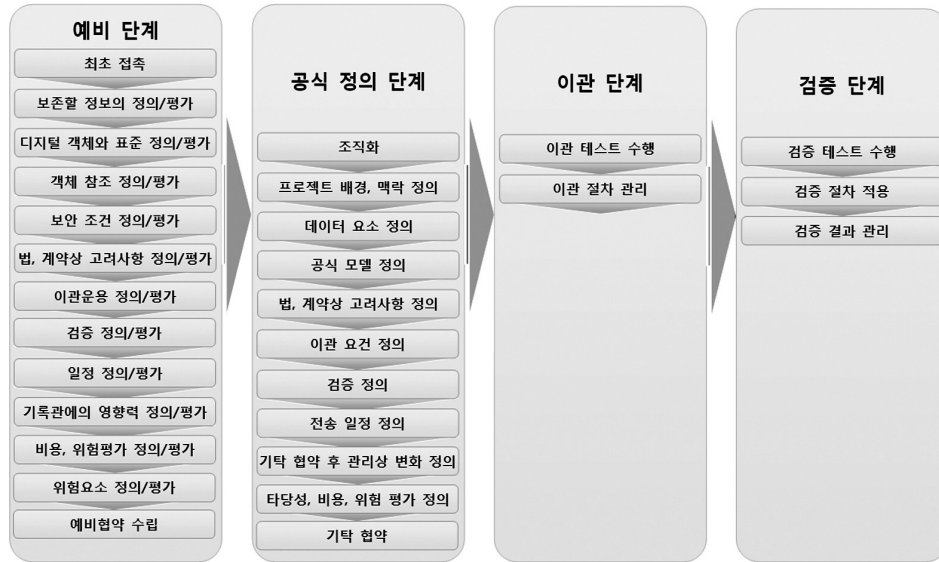 예비 단계
최초 접촉
보존할 정보의 정의/평가
디지털 객체와 표준 정의/평가
객체 참조 정의/평가
보안 조건 정의/평가
법, 계약상 고려사항 정의/평가
이관운용 정의/평가
검증 정의/평가
일정 정의/평가
기록관에의 영향력 정의/평가
비용, 위험평가 정의/평가
위험요소 정의/평가
예비협약 수립
공식 정의 단계
조직화
프로젝트 배경, 맥락 정의
데이터 요소 정의
공식 모델 정의
법, 계약상 고려사항 정의
이관 요건 정의
검증 정의
전송 일정 정의
기탁 협약 후 관리상 변화 정의
타당성, 비용, 위험 평가 정의
기탁 협약
이관 단계
이관 테스트 수행
이관 절차 관리
검증 단계
검증 테스트 수행
검증 절차 적용
검증 결과 관리